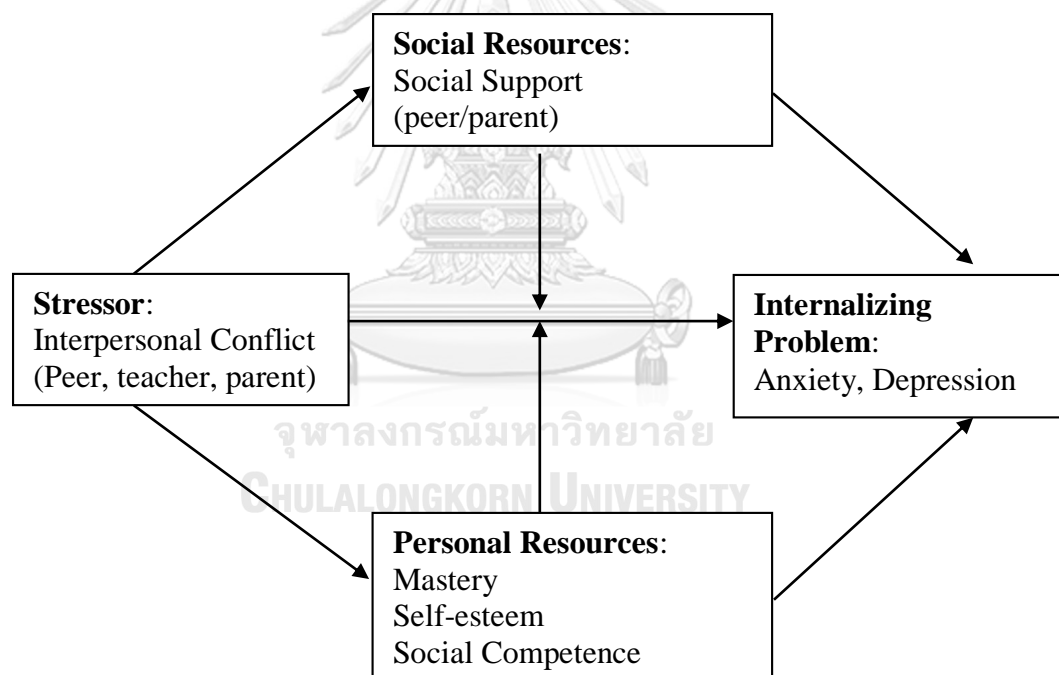 Social Resources:
Social Support
(peer/parent)
Stressor:
Interpersonal Conflict
(Peer, teacher, parent)
Internalizing
Problem:
Anxiety, Depression
จุฬาลงกรณ์มหาวิทยาลัย
CHULALONGKORN UNIVERSITY
Personal Resources:
Mastery
Self-esteem
Social Competence